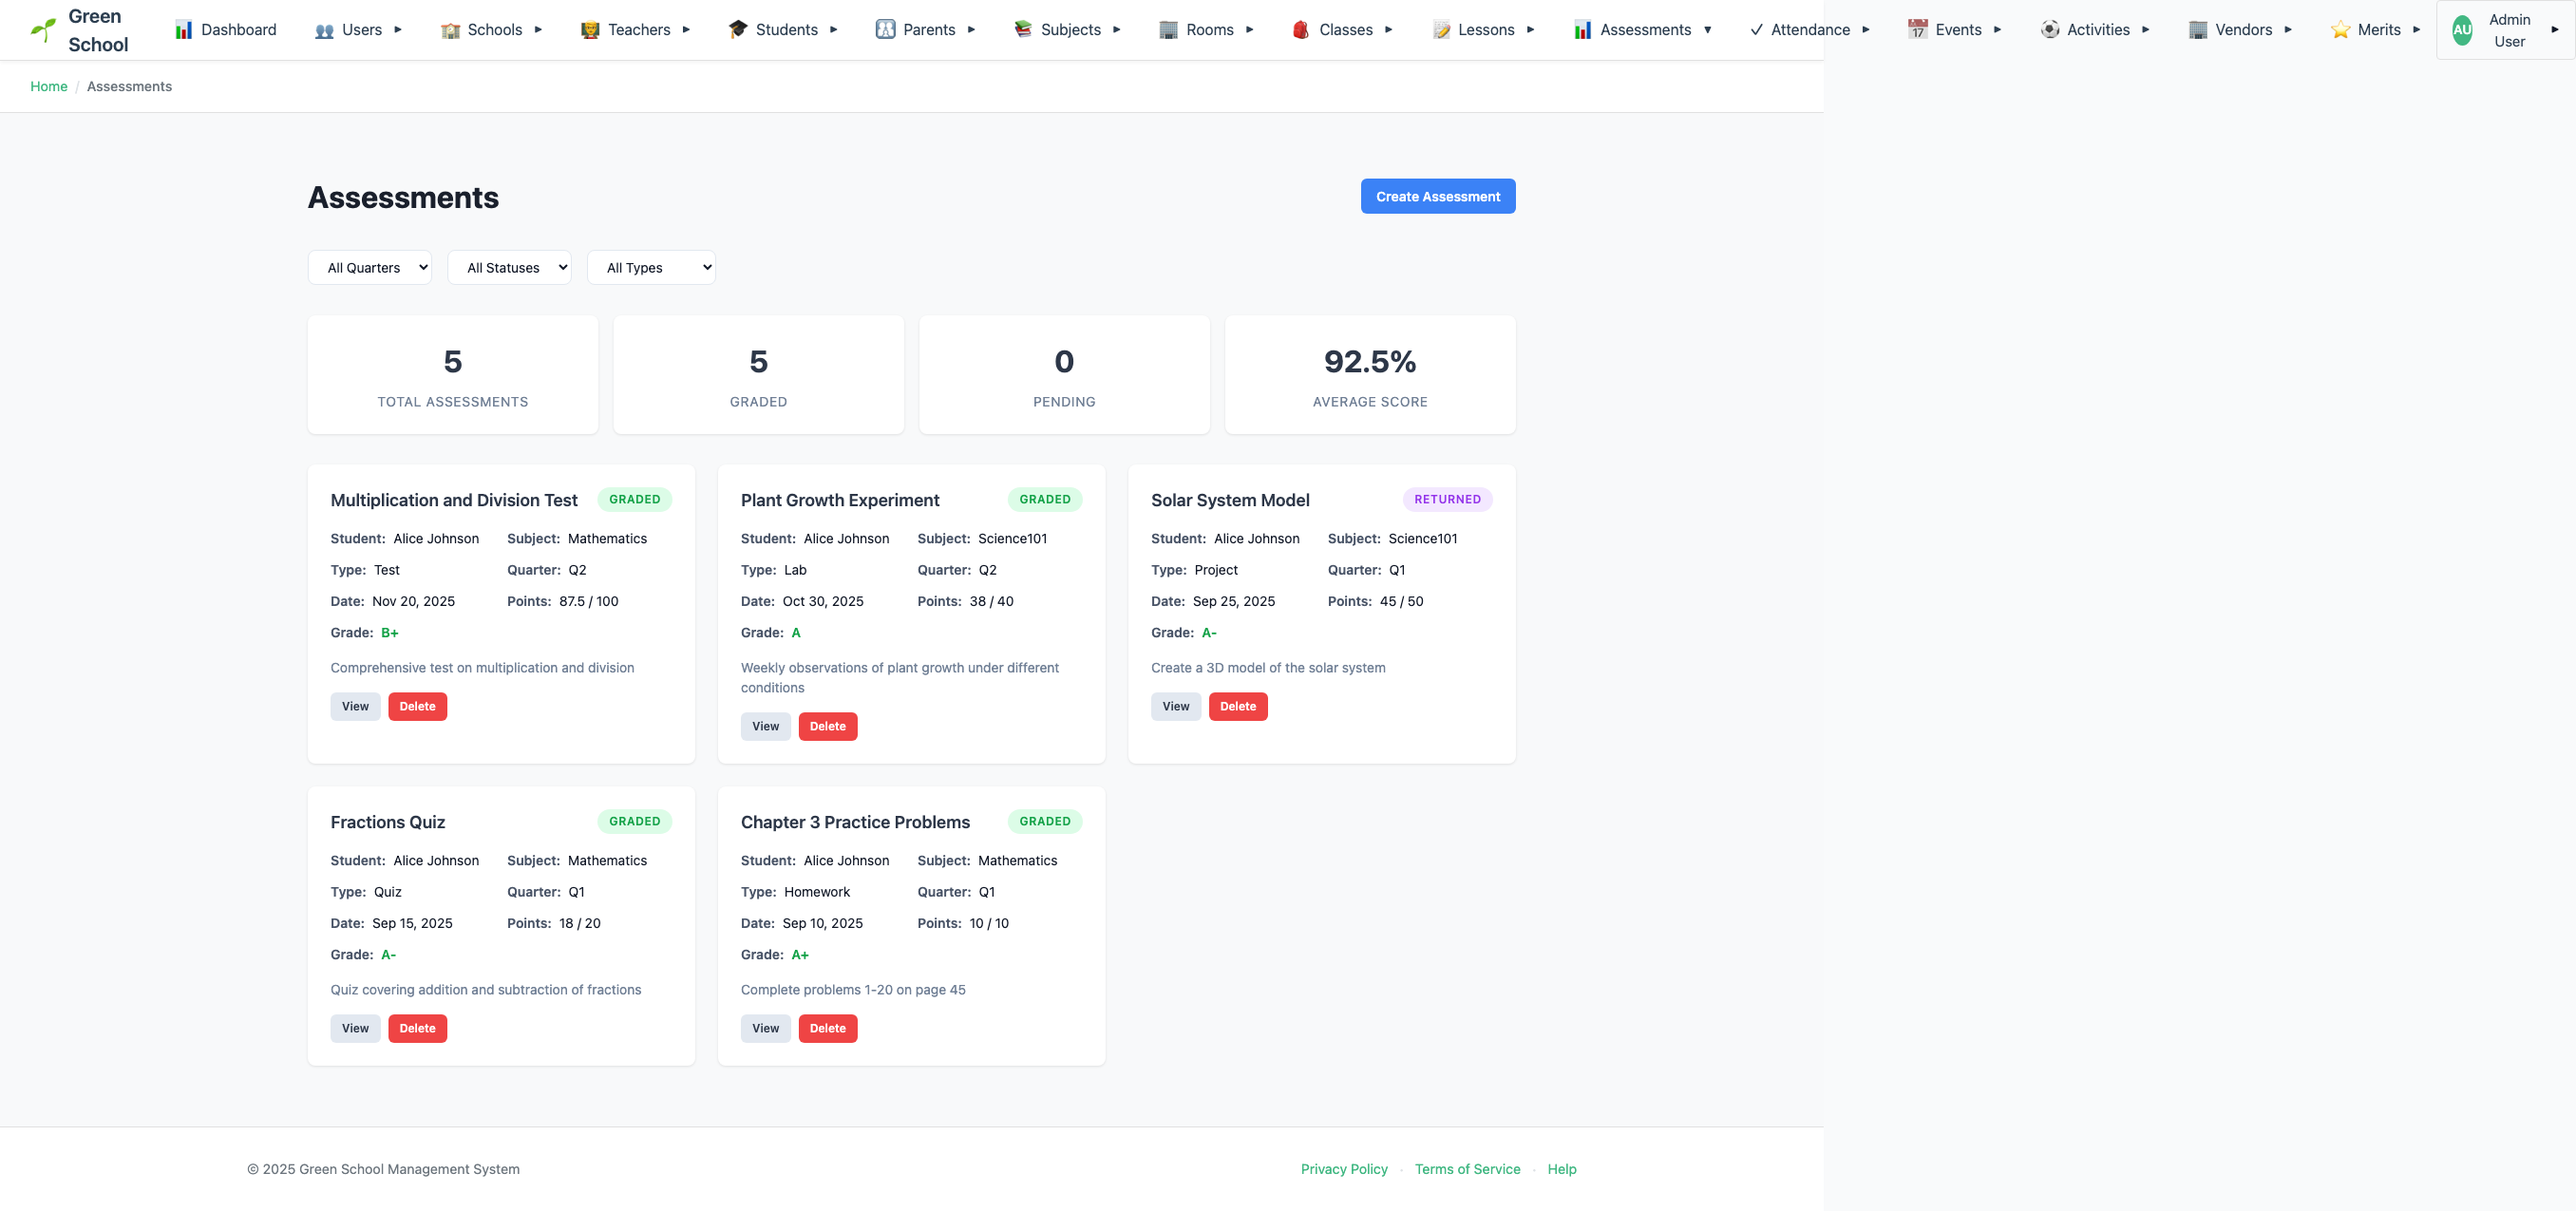 Green School
Dashboard
Users
Schools
Teachers
Students
Parents
Subjects
Rooms
Classes
Lessons
Assessments
Attendance
Events
Activities
Vendors
Merits
AU
Admin User
Home / Assessments
Assessments
Create Assessment
All Quarters
All Statuses
All Types
5
TOTAL ASSESSMENTS
5
GRADED
0
PENDING
92.5%
AVERAGE SCORE
Multiplication and Division Test
GRADED
Student: Alice Johnson
Subject: Mathematics
Type: Test
Quarter: Q2
Date: Nov 20, 2025
Points: 87.5 / 100
Grade: B+
Comprehensive test on multiplication and division
View
Delete
Plant Growth Experiment
GRADED
Student: Alice Johnson
Subject: Science101
Type: Lab
Quarter: Q2
Date: Oct 30, 2025
Points: 38 / 40
Grade: A
Weekly observations of plant growth under different
conditions
View
Delete
Solar System Model
RETURNED
Student: Alice Johnson
Subject: Science101
Type: Project
Quarter: Q1
Date: Sep 25, 2025
Points: 45 / 50
Grade: A-
Create a 3D model of the solar system
View
Delete
Fractions Quiz
GRADED
Student: Alice Johnson
Subject: Mathematics
Type: Quiz
Quarter: Q1
Date: Sep 15, 2025
Points: 18 / 20
Grade: A-
Quiz covering addition and subtraction of fractions
View
Delete
Chapter 3 Practice Problems
GRADED
Student: Alice Johnson
Subject: Mathematics
Type: Homework
Quarter: Q1
Date: Sep 10, 2025
Points: 10 / 10
Grade: A+
Complete problems 1-20 on page 45
View
Delete
© 2025 Green School Management System
Privacy Policy · Terms of Service · Help